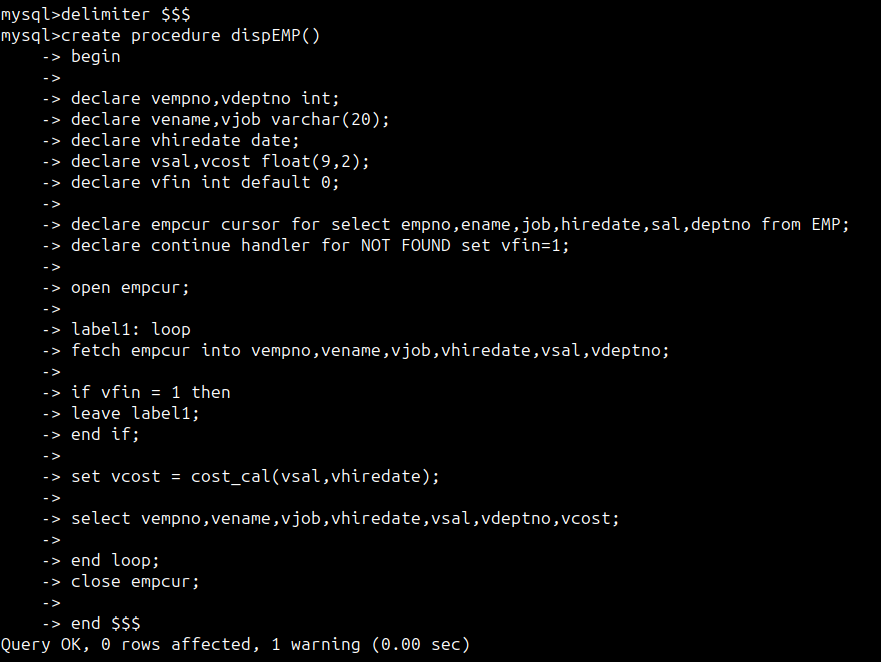 mysql>delimiter $$$
mysql>create procedure dispEMP()
    -> begin
    ->
    -> declare vempno,vdeptno int;
    -> declare vename,vjob varchar(20);
    -> declare vhiredate date;
    -> declare vsal,vcost float(9,2);
    -> declare vfin int default 0;
    ->
    -> declare empcur cursor for select empno,ename,job,hiredate,sal,deptno from EMP;
    -> declare continue handler for NOT FOUND set vfin=1;
    ->
    -> open empcur;
    ->
    -> label1: loop
    -> fetch empcur into vempno,vename,vjob,vhiredate,vsal,vdeptno;
    ->
    -> if vfin = 1 then
    -> leave label1;
    -> end if;
    ->
    -> set vcost = cost_cal(vsal,vhiredate);
    ->
    -> select vempno,vename,vjob,vhiredate,vsal,vdeptno,vcost;
    ->
    -> end loop;
    -> close empcur;
    ->
    -> end $$$
Query OK, 0 rows affected, 1 warning (0.00 sec)